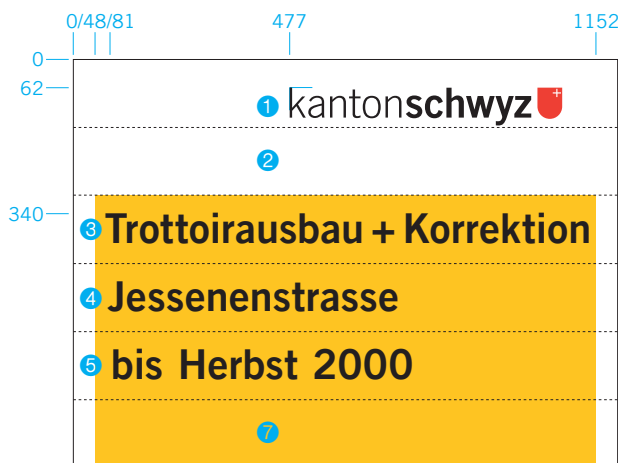 0/48/81 477 1152
0
62
1 kantonschwyz
2
340
3 Trottoirausbau + Korrektion
4 Jessenenstrasse
5 bis Herbst 2000
7